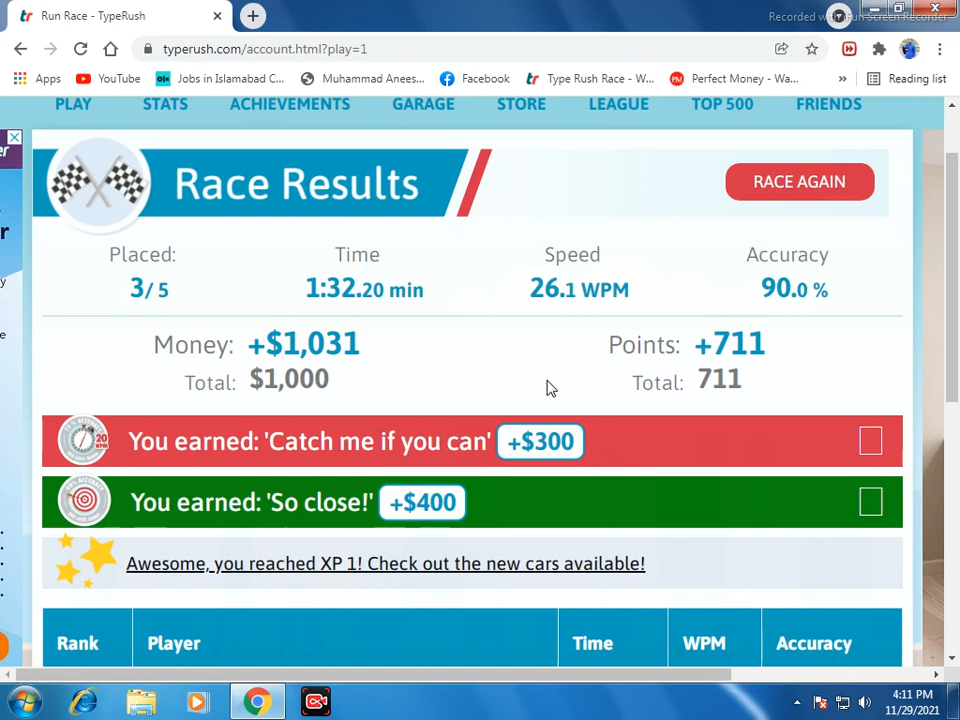 Run Race - TypeRush
Recorded with iFun Screen Recorder
typerush.com/account.html?play=1
Apps YouTube Jobs in Islamabad C... Muhammad Anees... Facebook Type Rush Race - W... Perfect Money - Wa... » Reading list
PLAY STATS ACHIEVEMENTS GARAGE STORE LEAGUE TOP 500 FRIENDS
Race Results
RACE AGAIN
Placed: Time Speed Accuracy
3/ 5 1:32.20 min 26.1 WPM 90.0 %
Money: +$1,031 Points: +711
Total: $1,000 Total: 711
You earned: 'Catch me if you can' +$300
You earned: 'So close!' +$400
Awesome, you reached XP 1! Check out the new cars available!
Rank Player Time WPM Accuracy
4:11 PM
11/29/2021